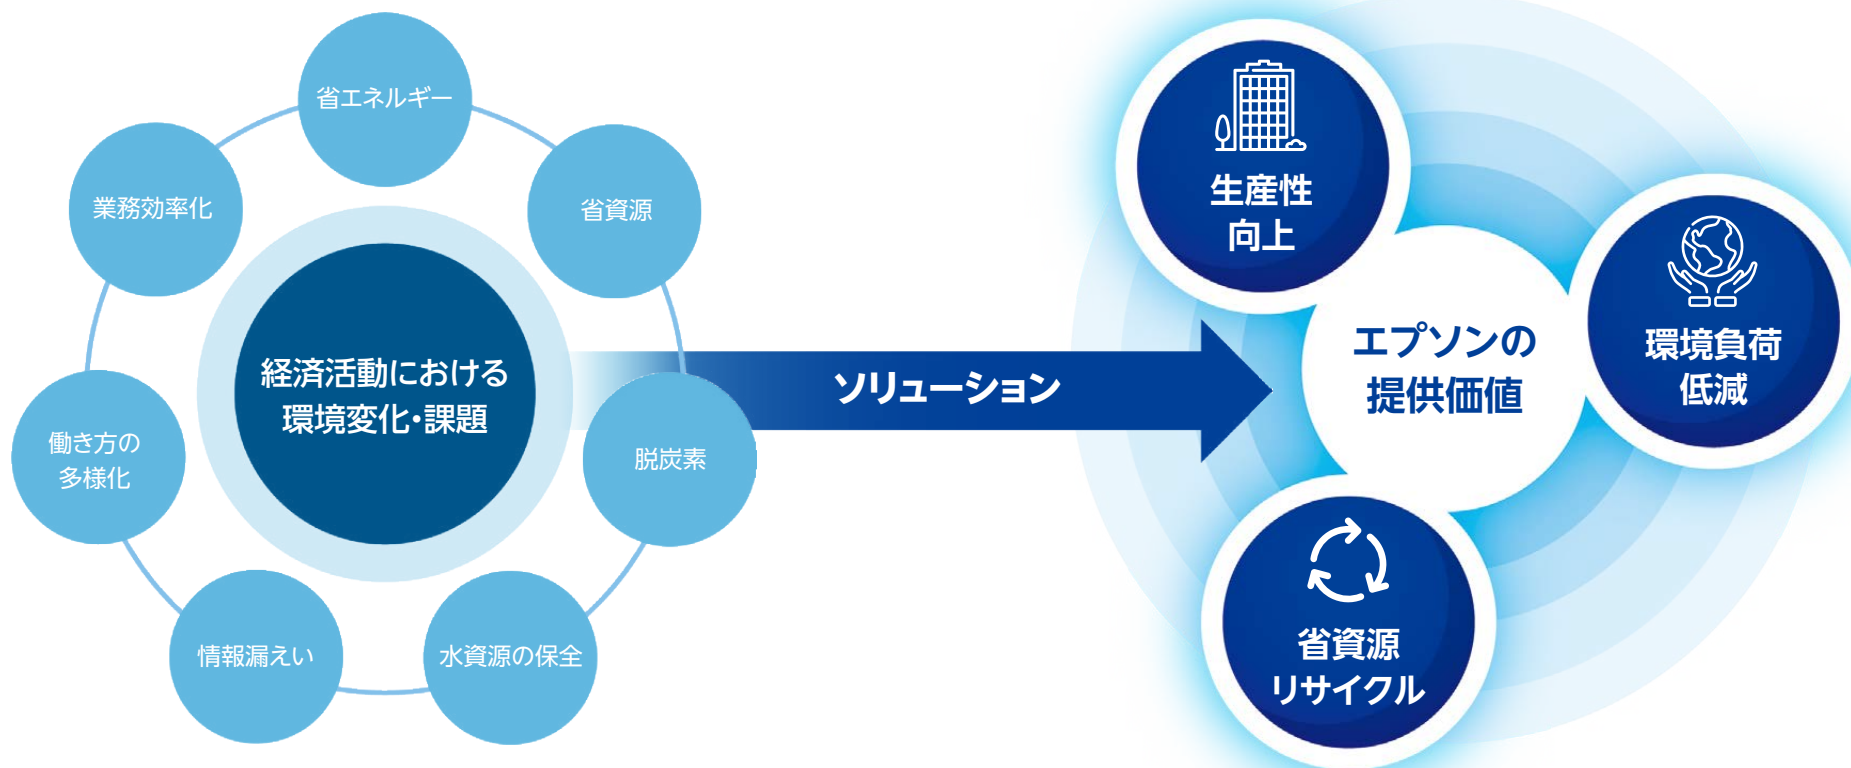 省エネルギー
省資源
脱炭素
水資源の保全
情報漏えい
働き方の
多様化
業務効率化
経済活動における
環境変化・課題
ソリューション
エプソンの
提供価値
生産性
向上
環境負荷
低減
省資源
リサイクル